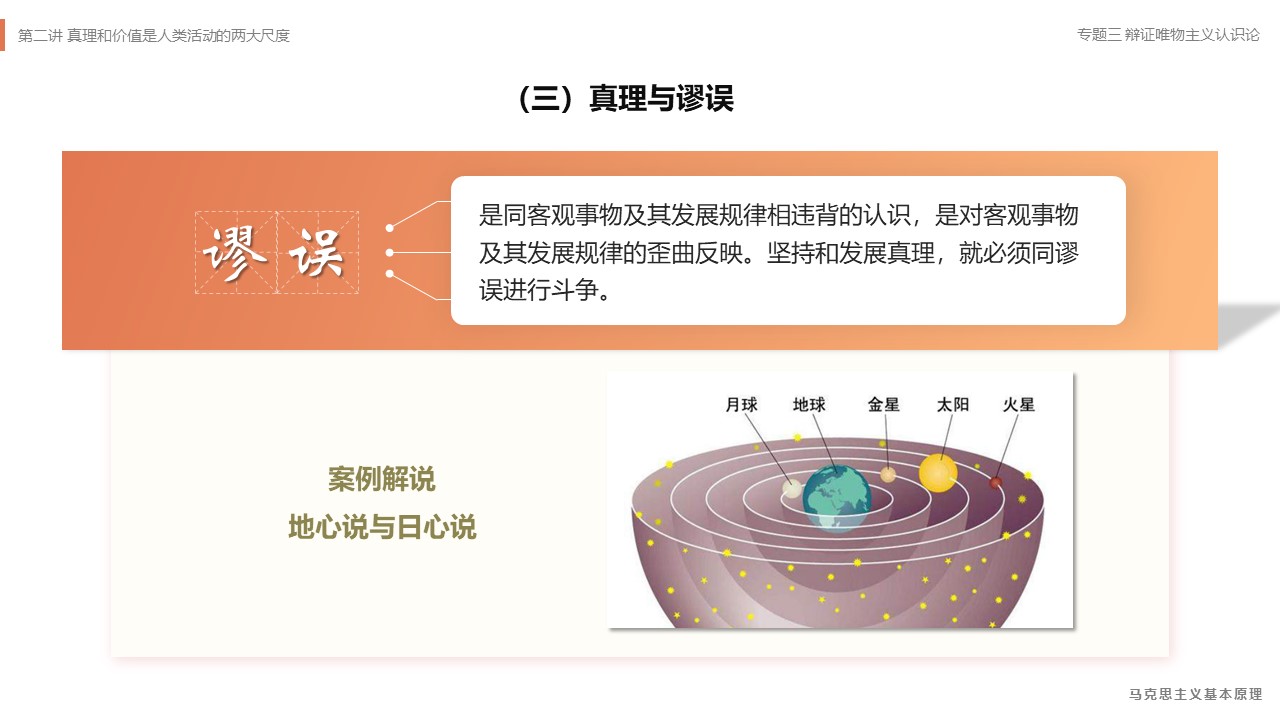 第二讲 真理和价值是人类活动的两大尺度
专题三 辩证唯物主义认识论
（三）真理与谬误
谬误
是同客观事物及其发展规律相违背的认识，是对客观事物
及其发展规律的歪曲反映。坚持和发展真理，就必须同谬
误进行斗争。
月球 地球 金星 太阳 火星
案例解说
地心说与日心说
马克思主义基本原理